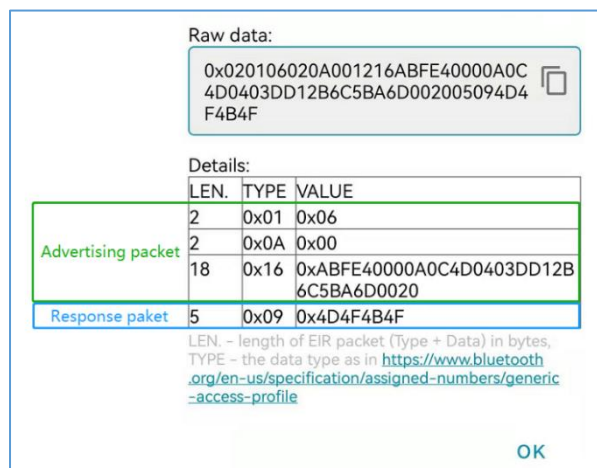 Raw data:
0x020106020A001216ABFE40000A0C
4D0403DD12B6C5BA6D002005094D4
F4B4F
Details:
LEN. TYPE VALUE
2 0x01 0x06
Advertising packet
2 0x0A 0x00
18 0x16 0xABFE40000A0C4D0403DD12B
6C5BA6D0020
Response paket 5 0x09 0x4D4F4B4F
LEN. - length of EIR packet (Type + Data) in bytes,
TYPE - the data type as in https://www.bluetooth
.org/en-us/specification/assigned-numbers/generic
-access-profile
OK